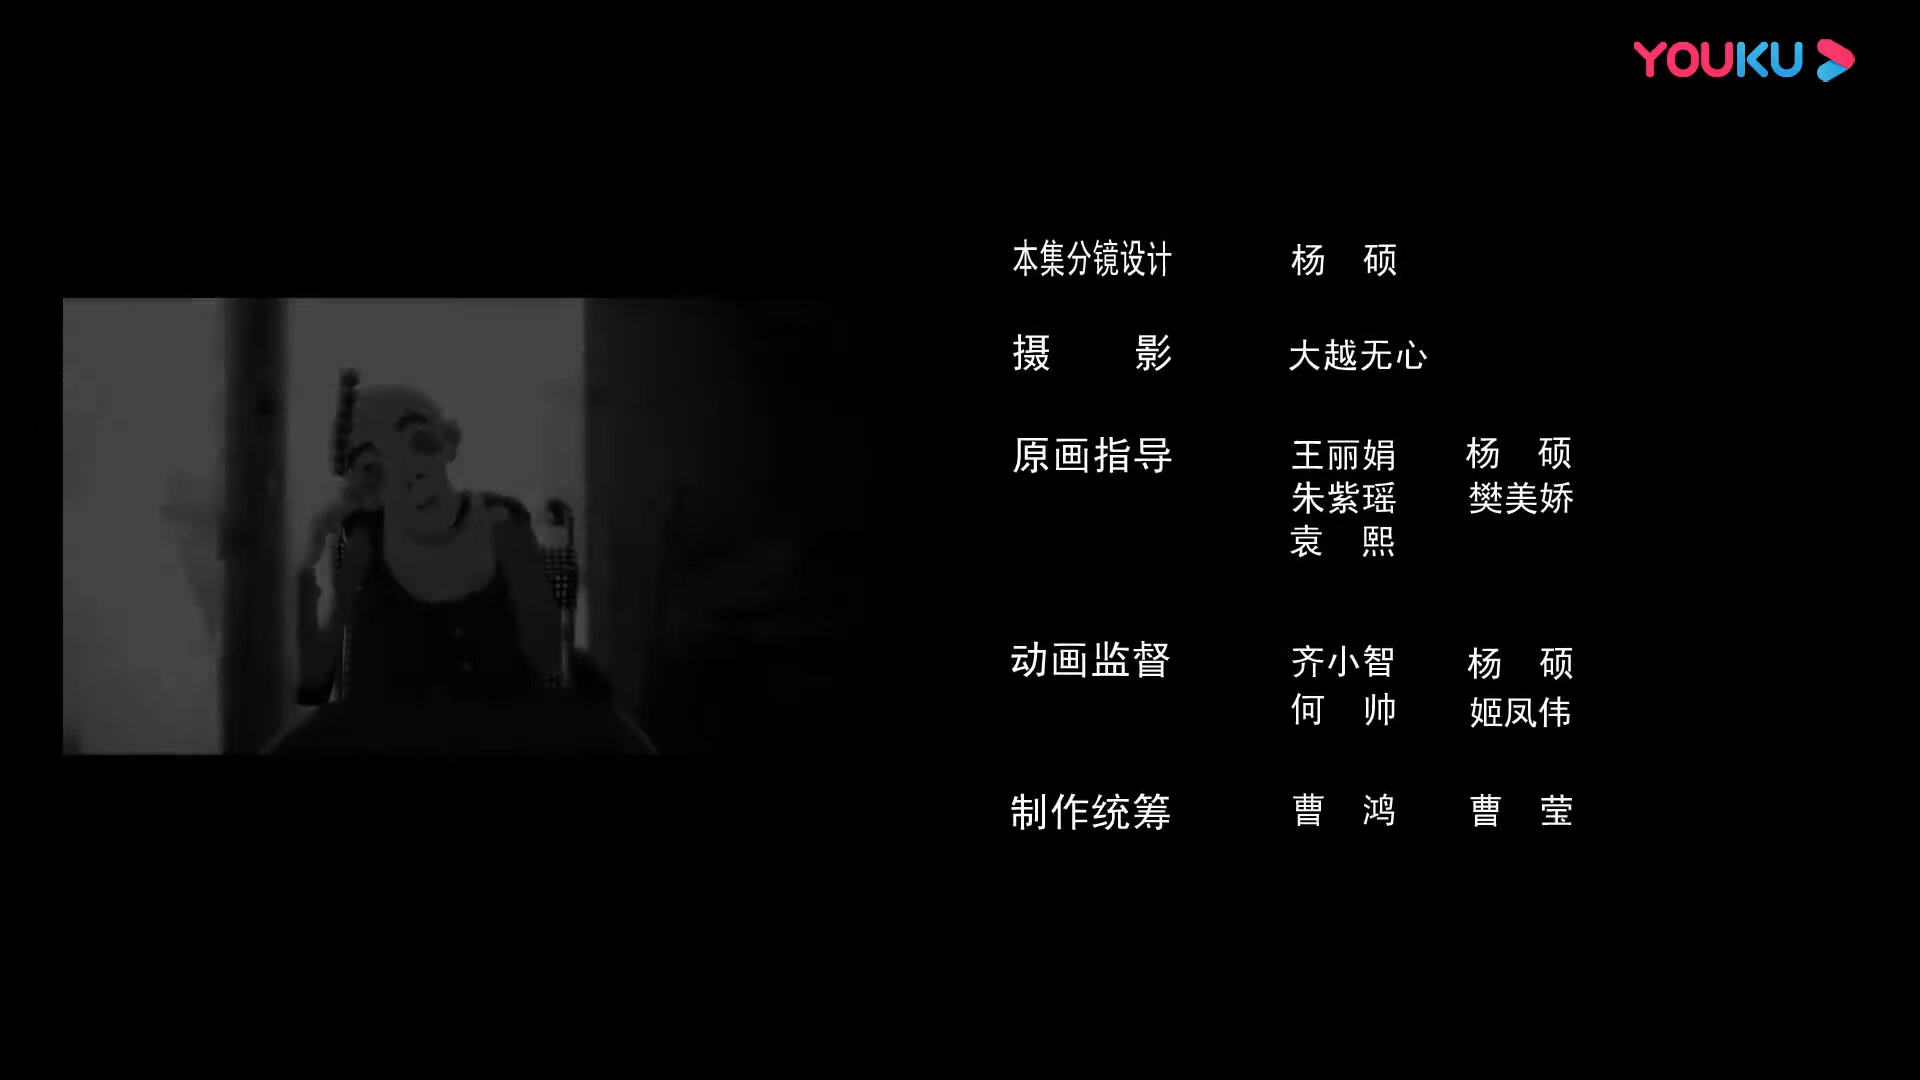 YOUKU
本集分镜设计 杨 硕
摄 影 大越无心
原画指导 王丽娟 杨 硕
朱紫瑶 樊美娇
袁 熙
动画监督 齐小智 杨 硕
何 帅 姬凤伟
制作统筹 曹 鸿 曹 莹